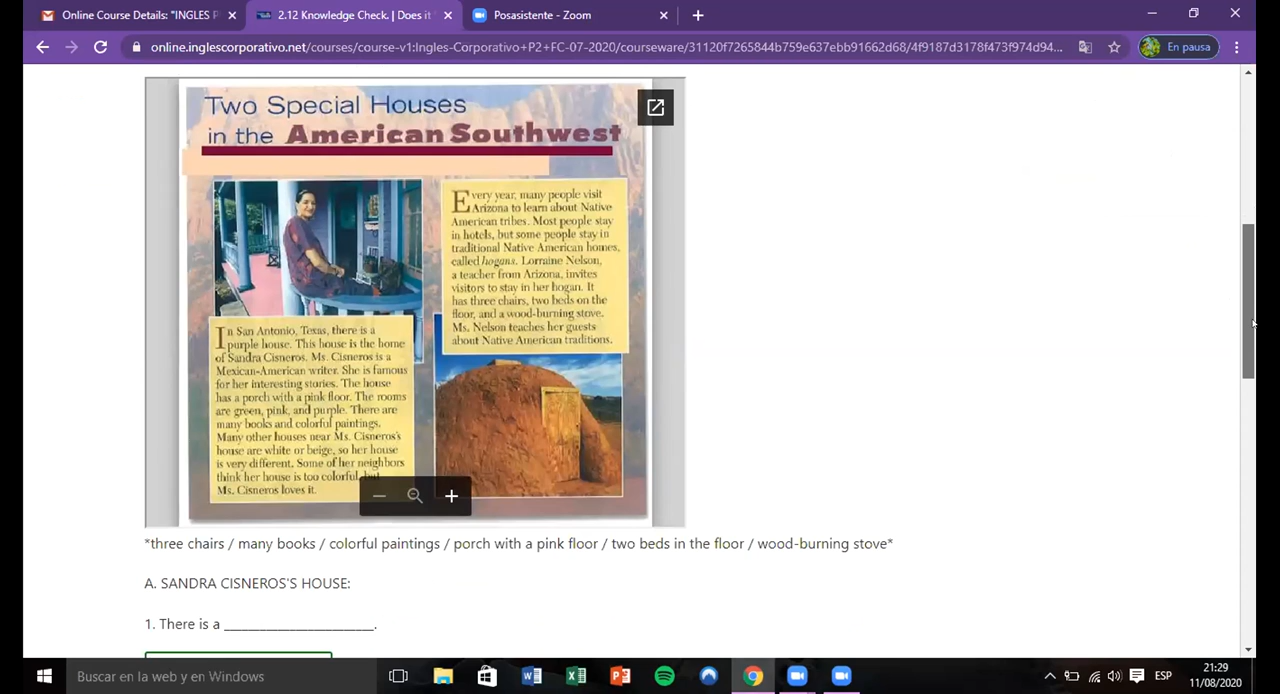 Online Course Details: "INGLES P
2.12 Knowledge Check. | Does it
Posasistente - Zoom
online.inglescorporativo.net/courses/course-v1:Ingles-Corporativo+P2+FC-07-2020/courseware/31120f7265844b759e637ebb91662d68/4f9187d3178f473f974d94...
En pausa
Two Special Houses
in the American Southwest
Every year, many people visit
Arizona to learn about Native
American tribes. Most people stay
in hotels, but some people stay in
traditional Native American homes,
called hogans. Lorraine Nelson,
a teacher from Arizona, invites
visitors to stay in her hogan. It
has three chairs, two beds on the
floor, and a wood-burning stove.
Ms. Nelson teaches her guests
about Native American traditions.
In San Antonio, Texas, there is a
purple house. This house is the home
of Sandra Cisneros. Ms. Cisneros is a
Mexican-American writer. She is famous
for her interesting stories. The house
has a porch with a pink floor. The rooms
are green, pink, and purple. There are
many books and colorful paintings.
Many other houses near Ms. Cisneros's
house are white or beige, so her house
is very different. Some of her neighbors
think her house is too colorful, but
Ms. Cisneros loves it.
*three chairs / many books / colorful paintings / porch with a pink floor / two beds in the floor / wood-burning stove*
A. SANDRA CISNEROS'S HOUSE:
1. There is a ______________________.
Buscar en la web y en Windows
ESP
21:29
11/08/2020